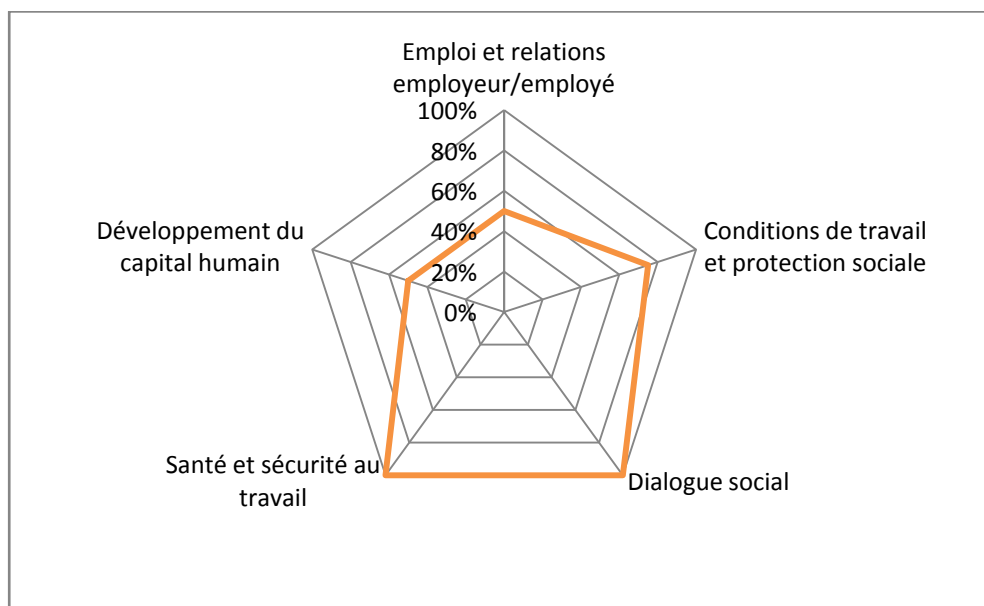 Emploi et relations
employeur/employé
100%
80%
60%
40%
20%
0%
Conditions de travail
et protection sociale
Dialogue social
Santé et sécurité au
travail
Développement du
capital humain